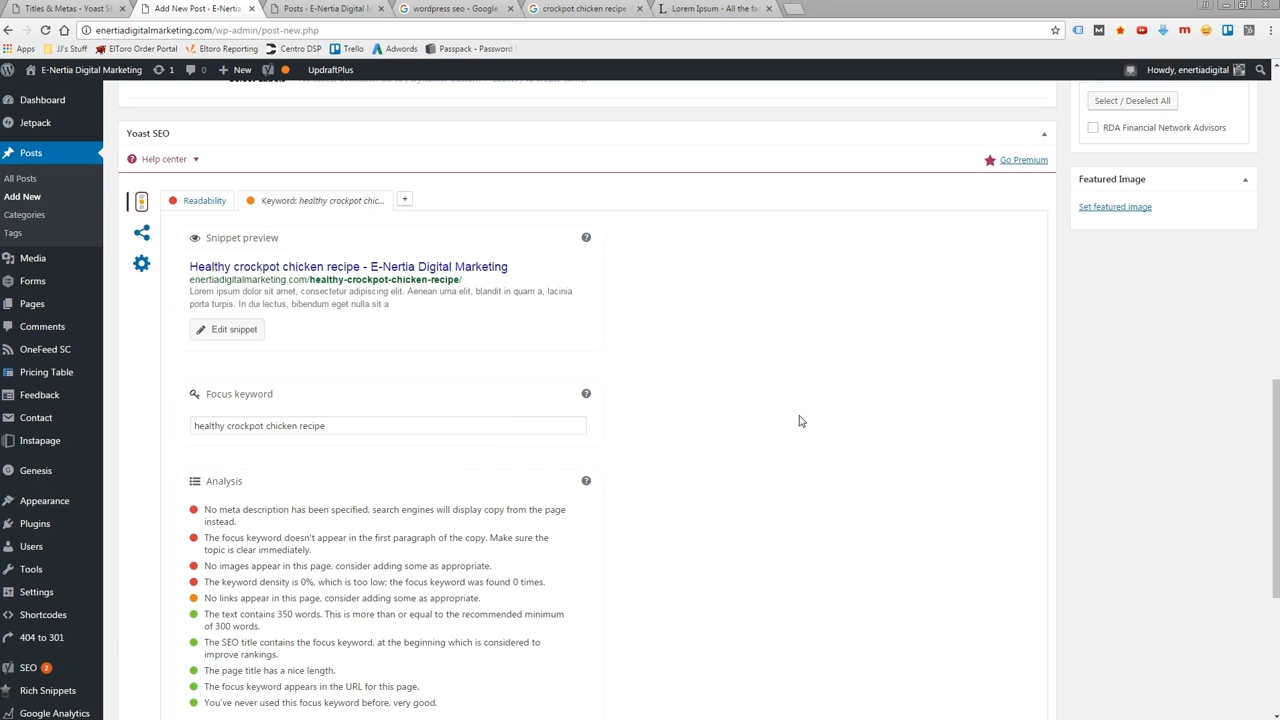 Titles & Metas - Yoast SE
Add New Post ‹ E-Nertia
Posts ‹ E-Nertia Digital M
wordpress seo - Google
crockpot chicken recipe
Lorem Ipsum - All the fa
enertiadigitalmarketing.com/wp-admin/post-new.php
Apps
JJ's Stuff
ElToro Order Portal
Eltoro Reporting
Centro DSP
Trello
Adwords
Passpack - Password
E-Nertia Digital Marketing
1
0
+ New
UpdraftPlus
Howdy, enertiadigital
Dashboard
Jetpack
Posts
All Posts
Add New
Categories
Tags
Media
Forms
Pages
Comments
OneFeed SC
Pricing Table
Feedback
Contact
Instapage
Genesis
Appearance
Plugins
Users
Tools
Settings
Shortcodes
404 to 301
SEO 2
Rich Snippets
Google Analytics
Yoast SEO
Help center
Go Premium
Readability
Keyword: healthy crockpot chic...
+
Snippet preview
Healthy crockpot chicken recipe - E-Nertia Digital Marketing
enertiadigitalmarketing.com/healthy-crockpot-chicken-recipe/
Lorem ipsum dolor sit amet, consectetur adipiscing elit. Aenean urna elit, blandit in quam a, lacinia
porta turpis. In dui lectus, bibendum eget nulla sit a
Edit snippet
Focus keyword
healthy crockpot chicken recipe
Analysis
No meta description has been specified, search engines will display copy from the page
instead.
The focus keyword doesn't appear in the first paragraph of the copy. Make sure the
topic is clear immediately.
No images appear in this page, consider adding some as appropriate.
The keyword density is 0%, which is too low; the focus keyword was found 0 times.
No links appear in this page, consider adding some as appropriate.
The text contains 350 words. This is more than or equal to the recommended minimum
of 300 words.
The SEO title contains the focus keyword, at the beginning which is considered to
improve rankings.
The page title has a nice length.
The focus keyword appears in the URL for this page.
You've never used this focus keyword before, very good.
Select / Deselect All
RDA Financial Network Advisors
Featured Image
Set featured image